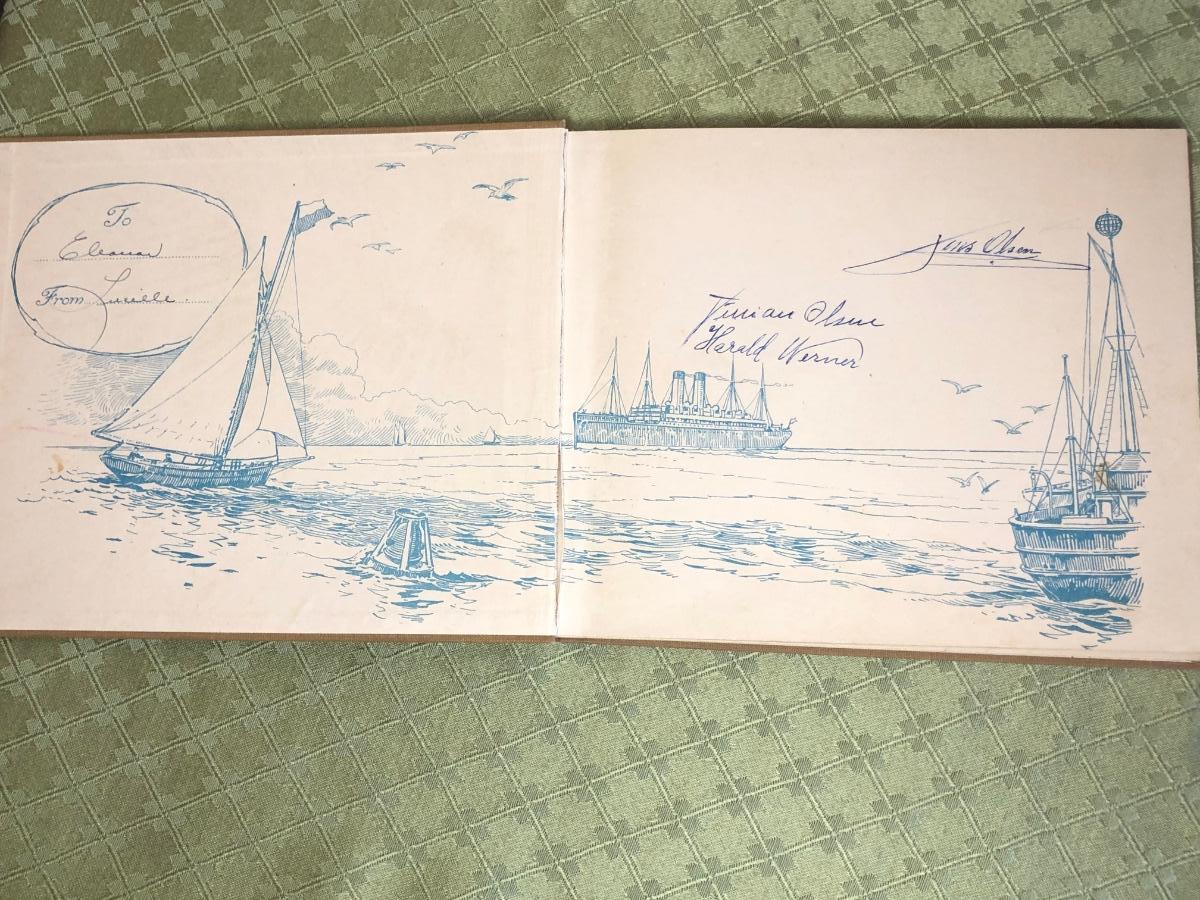 To
Eleanor
From Lucille.
Jens Olsen
Vivian Olsen
Harald Werner